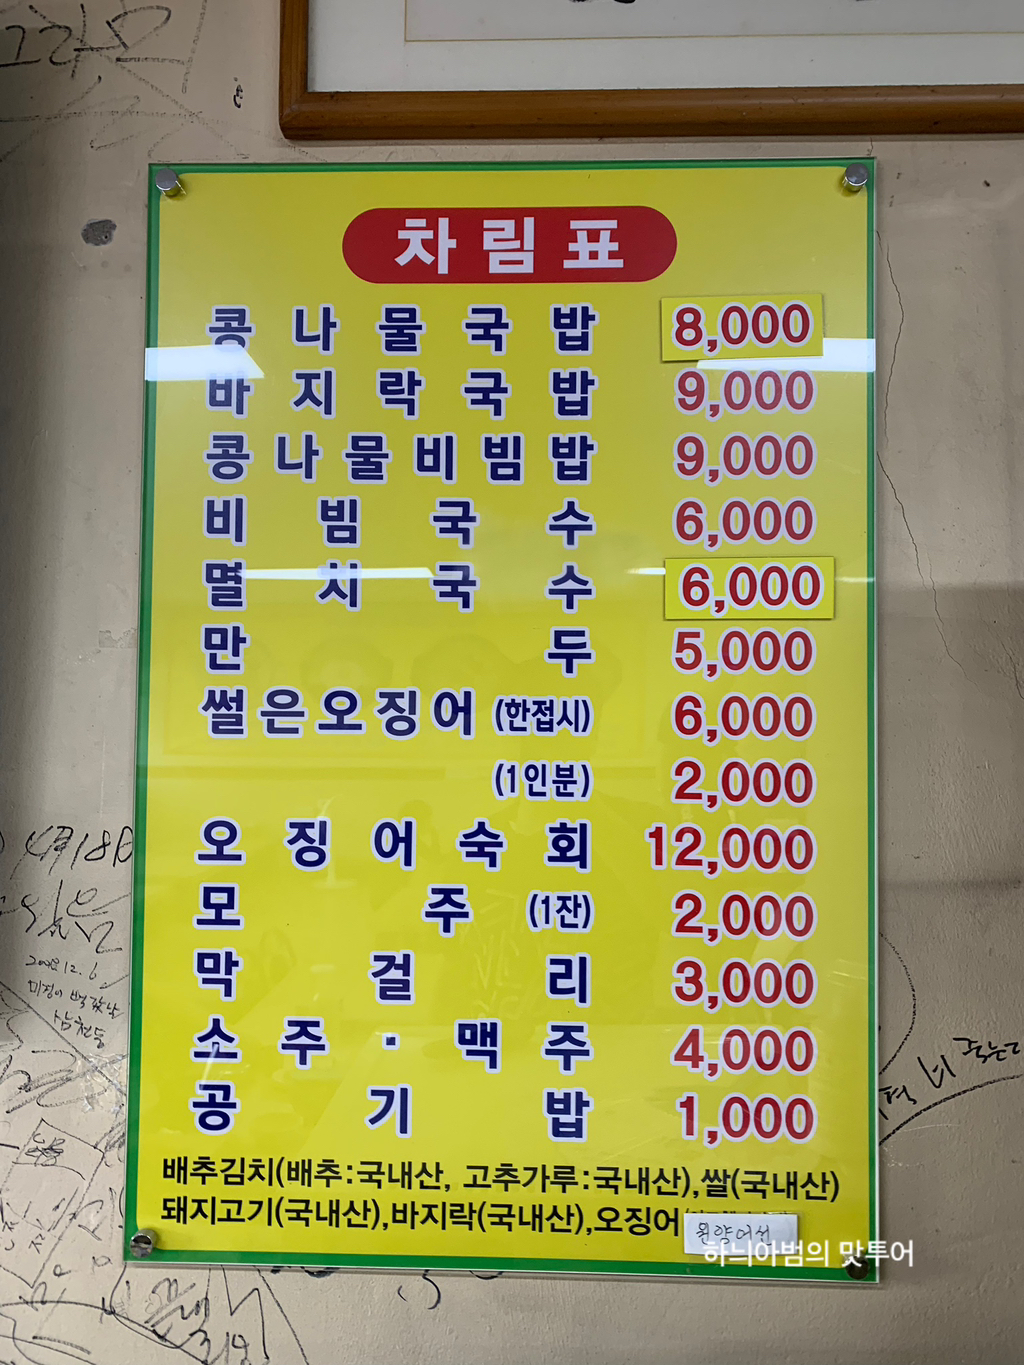 차림표
콩나물국밥 8,000
바지락국밥 9,000
콩나물비빔밥 9,000
비빔국수 6,000
멸치국수 6,000
만두 5,000
썰은오징어 (한접시) 6,000
(1인분) 2,000
오징어숙회 12,000
모주 (1잔) 2,000
막걸리 3,000
소주·맥주 4,000
공기밥 1,000
배추김치(배추:국내산, 고추가루:국내산),쌀(국내산)
돼지고기(국내산),바지락(국내산),오징어 원양어선
하늬아범의 맛투어
4月18日